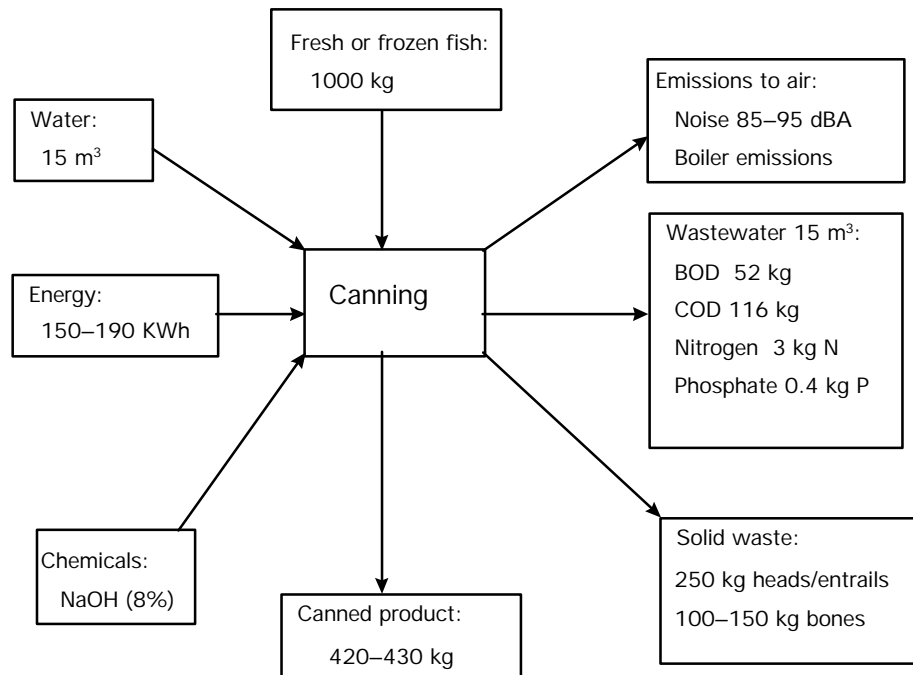 Fresh or frozen fish:
1000 kg
Emissions to air:
Noise 85–95 dBA
Boiler emissions
Water:
15 m³
Wastewater 15 m³:
BOD 52 kg
COD 116 kg
Nitrogen 3 kg N
Phosphate 0.4 kg P
Canning
Energy:
150–190 KWh
Chemicals:
NaOH (8%)
Canned product:
420–430 kg
Solid waste:
250 kg heads/entrails
100–150 kg bones